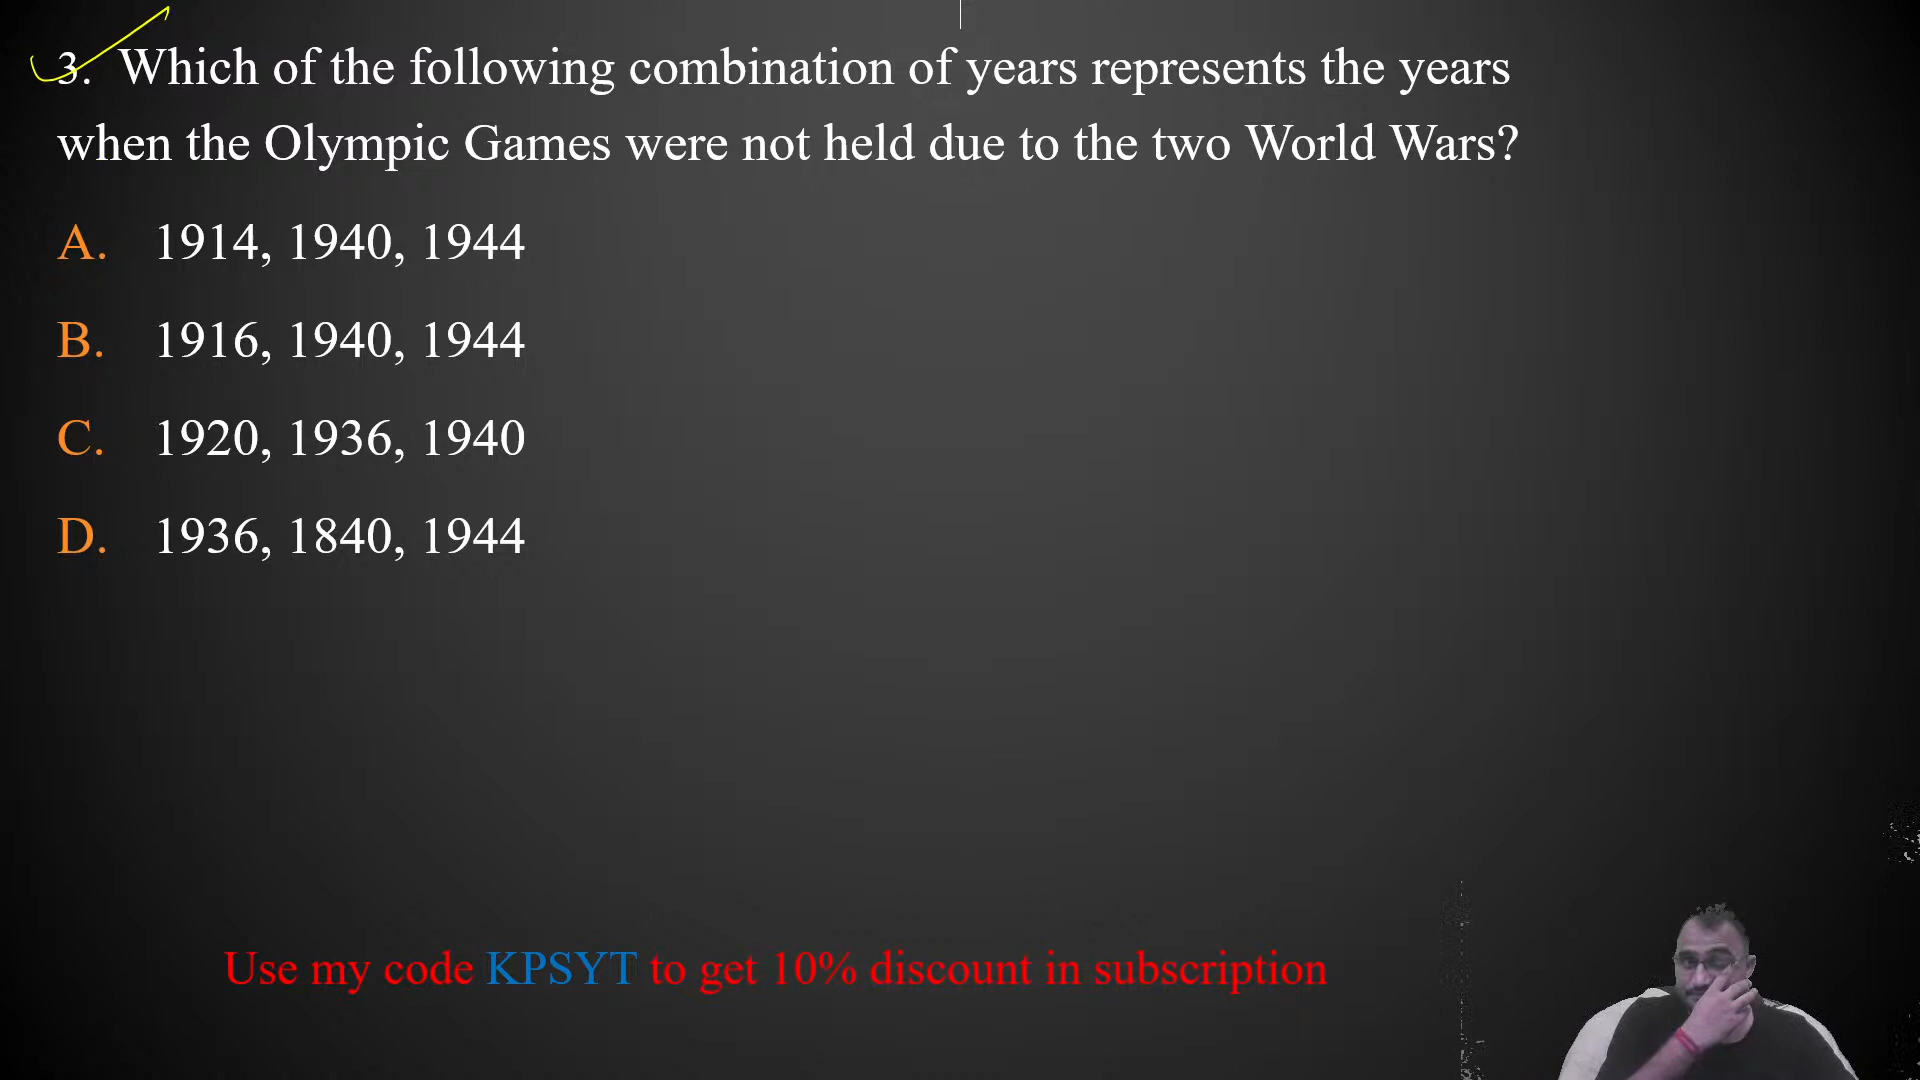 3. Which of the following combination of years represents the years
when the Olympic Games were not held due to the two World Wars?
A. 1914, 1940, 1944
B. 1916, 1940, 1944
C. 1920, 1936, 1940
D. 1936, 1840, 1944
Use my code KPSYT to get 10% discount in subscription